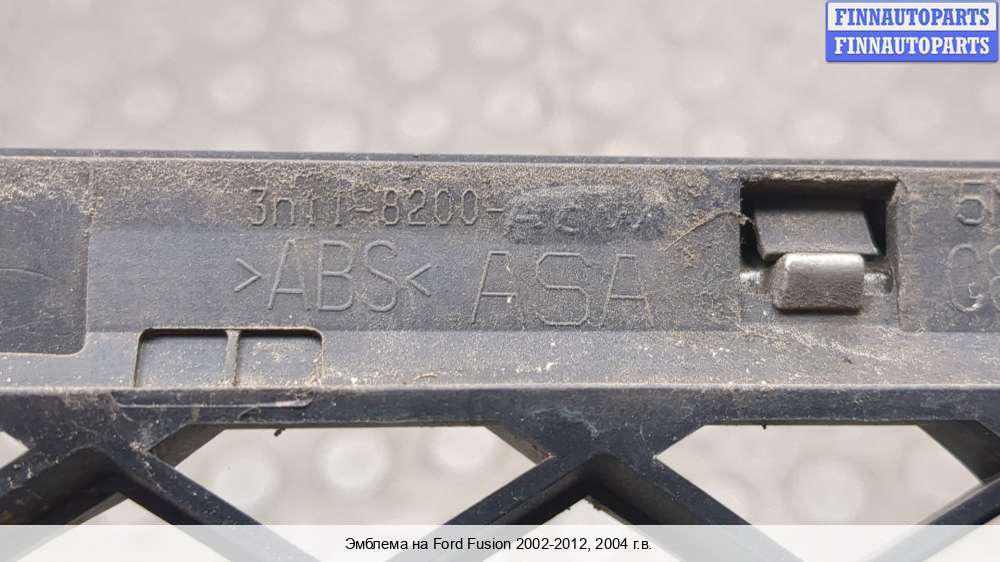 FINNAUTOPARTS
FINNAUTOPARTS
3n11-8200-
>ABS< ASA
Эмблема на Ford Fusion 2002-2012, 2004 г.в.